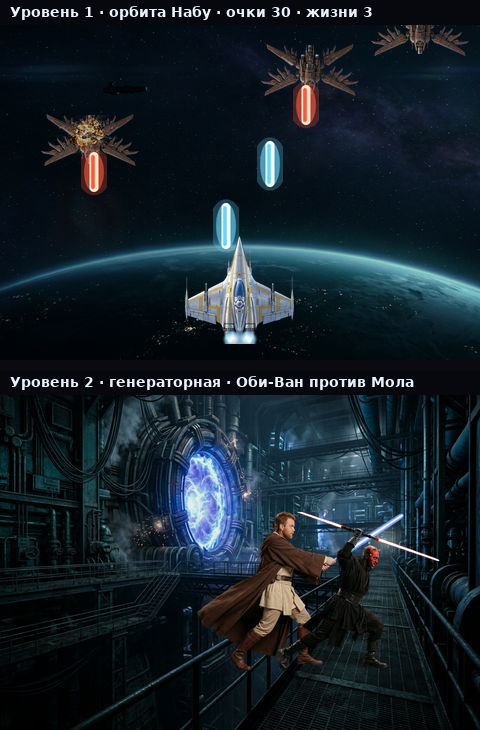 Уровень 1 · орбита Набу · очки 30 · жизни 3
Уровень 2 · генераторная · Оби-Ван против Мола